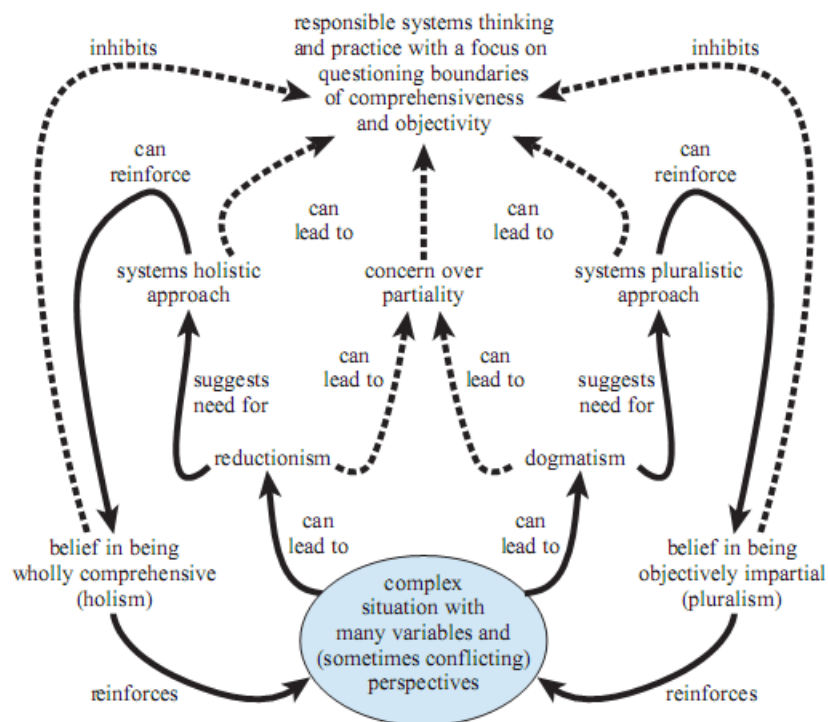 inhibits
responsible systems thinking
and practice with a focus on
questioning boundaries
of comprehensiveness
and objectivity
inhibits
can
reinforce
can
reinforce
can
lead to
can
lead to
systems holistic
approach
concern over
partiality
systems pluralistic
approach
suggests
need for
can
lead to
can
lead to
suggests
need for
reductionism
dogmatism
can
lead to
can
lead to
belief in being
wholly comprehensive
(holism)
complex
situation with
many variables and
(sometimes conflicting)
perspectives
belief in being
objectively impartial
(pluralism)
reinforces
reinforces